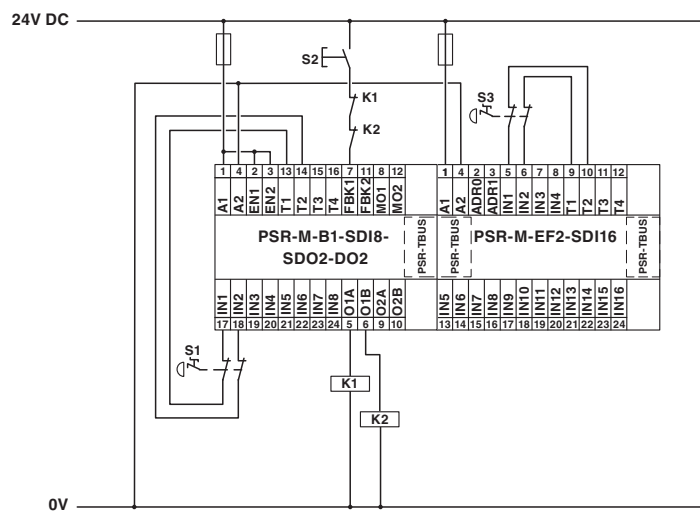 24V DC
S2
K1
K2
S3
1 4 2 3 13 14 15 16 7 11 8 12
A1 A2 EN1 EN2 T1 T2 T3 T4 FBK1 FBK2 MO1 MO2
1 4 2 3 5 6 7 8 9 10 11 12
A1 A2 ADR0 ADR1 IN1 IN2 IN3 IN4 T1 T2 T3 T4
PSR-M-B1-SDI8-
SDO2-DO2
PSR-TBUS
PSR-TBUS
PSR-M-EF2-SDI16
PSR-TBUS
IN1 IN2 IN3 IN4 IN5 IN6 IN7 IN8 O1A O1B O2A O2B
17 18 19 20 21 22 23 24 5 6 9 10
IN5 IN6 IN7 IN8 IN9 IN10 IN11 IN12 IN13 IN14 IN15 IN16
13 14 15 16 17 18 19 20 21 22 23 24
S1
K1
K2
0V